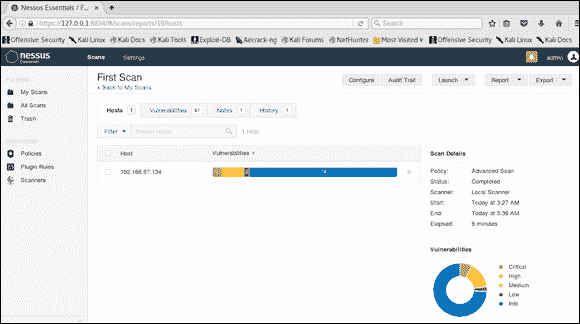 Nessus Essentials / F...
https://127.0.0.1:8834/#/scans/reports/19/hosts
Search
Offensive Security Kali Linux Kali Docs Kali Tools Exploit-DB Aircrack-ng Kali Forums NetHunter Most Visited Offensive Security Kali Linux Kali Docs
nessus
Essentials
Scans
Settings
admin
My Scans
All Scans
Trash
Policies
Plugin Rules
Scanners
First Scan
Back to My Scans
Configure
Audit Trail
Launch
Report
Export
Hosts 1
Vulnerabilities 61
Notes 1
History 1
Filter
Search Hosts
1 Host
Host
Vulnerabilities
192.168.67.134
Scan Details
Policy: Advanced Scan
Status: Completed
Scanner: Local Scanner
Start: Today at 3:27 AM
End: Today at 3:36 AM
Elapsed: 9 minutes
Vulnerabilities
Critical
High
Medium
Low
Info